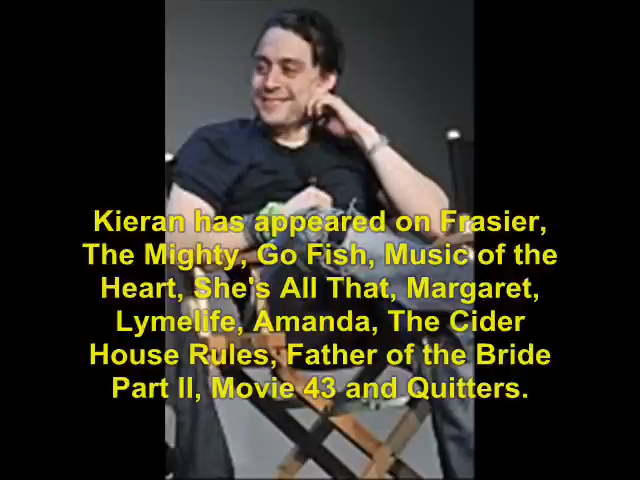 Kieran has appeared on Frasier,
The Mighty, Go Fish, Music of the
Heart, She's All That, Margaret,
Lymelife, Amanda, The Cider
House Rules, Father of the Bride
Part II, Movie 43 and Quitters.